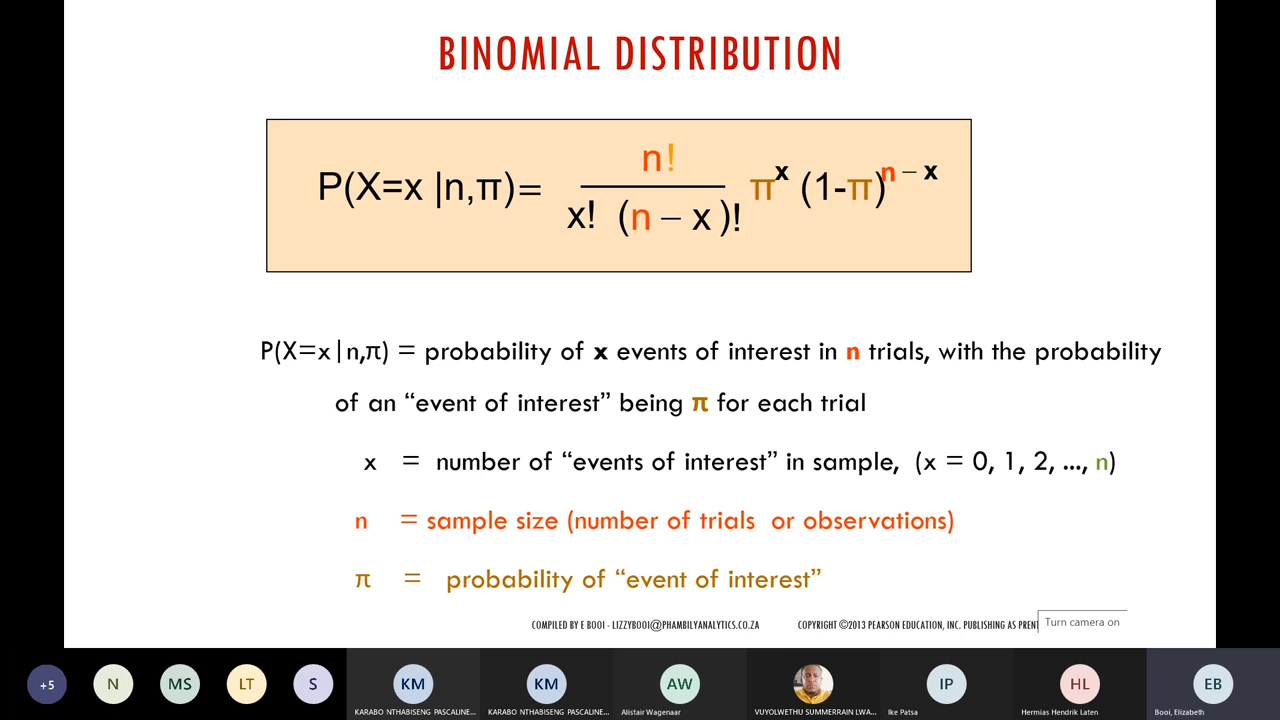 BINOMIAL DISTRIBUTION
P(X=x |n,π)= n! / x! (n − x)! π^x (1-π)^n − x
P(X=x|n,π) = probability of x events of interest in n trials, with the probability
of an “event of interest” being π for each trial
x = number of “events of interest” in sample, (x = 0, 1, 2, ..., n)
n = sample size (number of trials or observations)
π = probability of “event of interest”
COMPILED BY E BOOI - LIZZYBOOI@PHAMBILYANALYTICS.CO.ZA
COPYRIGHT ©2013 PEARSON EDUCATION, INC. PUBLISHING AS
Turn camera on
+5 N MS LT S KM KM AW IP HL EB
KARABO NTHABISENG PASCALINE... KARABO NTHABISENG PASCALINE... Alistair Wagenaar VUYOLWETHU SUMMERRAIN LWA... Ike Patsa Hermias Hendrik Laten Booi, Elizabeth